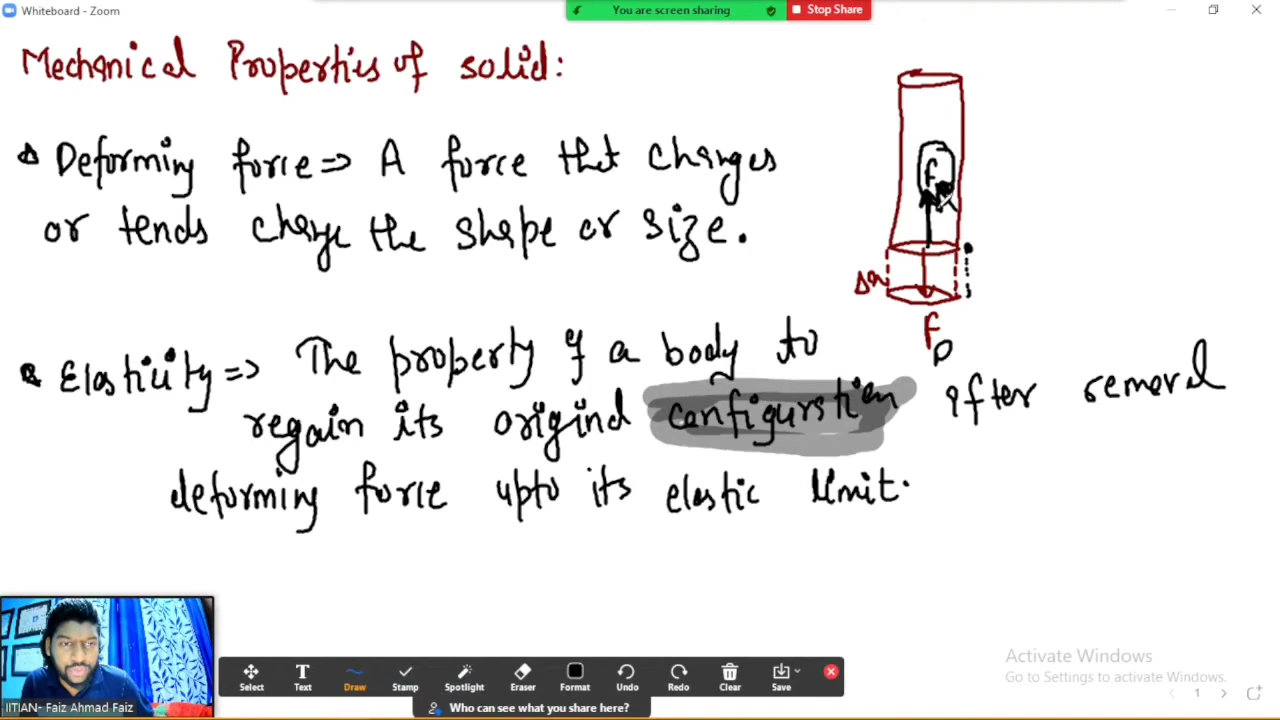 Whiteboard - Zoom
You are screen sharing
Stop Share
Mechanical Properties of solid:
Deforming force => A force that changes
or tends change the shape or size.
F
Δx
F
D
Elasticity => The property of a body to
regain its original configuration after removal
deforming force upto its elastic limit.
Activate Windows
Go to Settings to activate Windows.
Select Text Draw Stamp Spotlight Eraser Format Undo Redo Clear Save
1
IITIAN- Faiz Ahmad Faiz
Who can see what you share here?